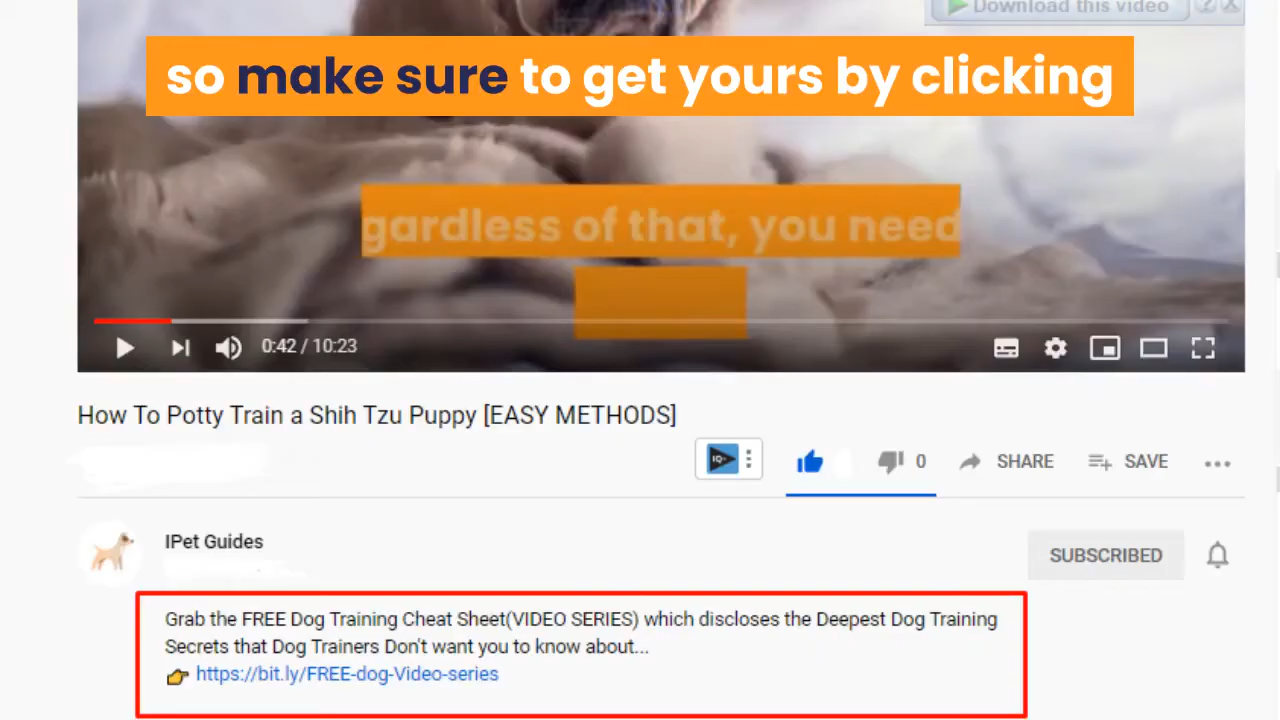 Download this video
so make sure to get yours by clicking
gardless of that, you need
0:42 / 10:23
How To Potty Train a Shih Tzu Puppy [EASY METHODS]
IQ
0
SHARE
SAVE
IPet Guides
SUBSCRIBED
Grab the FREE Dog Training Cheat Sheet(VIDEO SERIES) which discloses the Deepest Dog Training
Secrets that Dog Trainers Don't want you to know about...
https://bit.ly/FREE-dog-Video-series